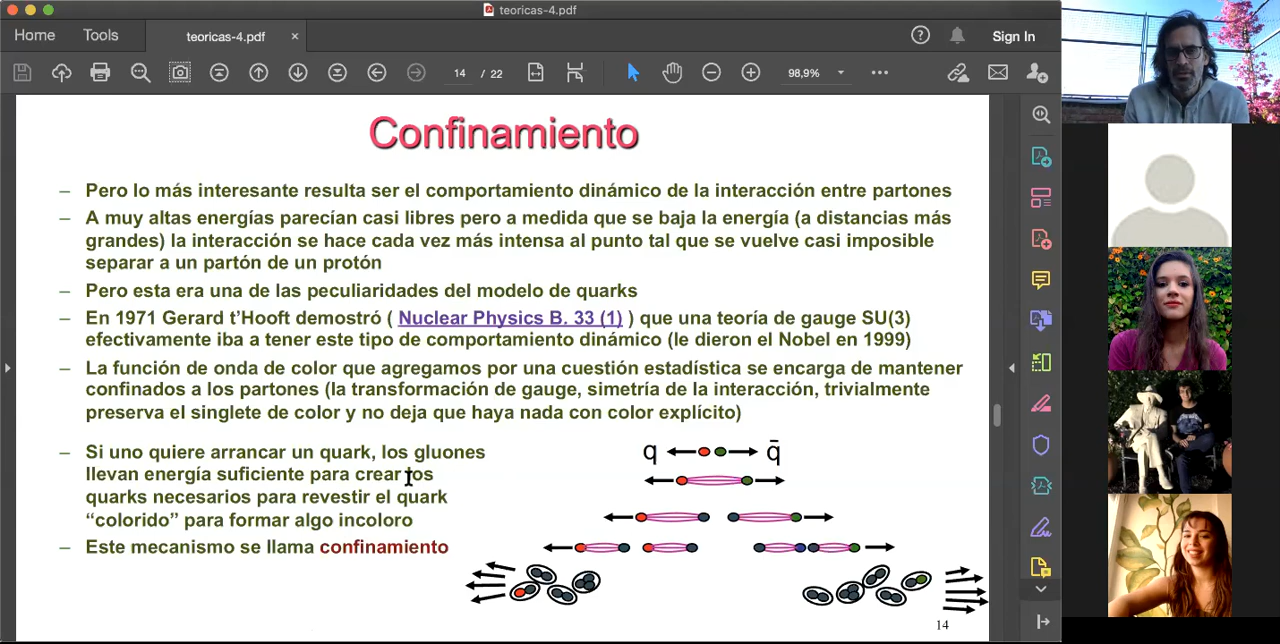 teoricas-4.pdf
Home
Tools
teoricas-4.pdf
×
Sign In
14 / 22
98,9%
Confinamiento
– Pero lo más interesante resulta ser el comportamiento dinámico de la interacción entre partones
– A muy altas energías parecían casi libres pero a medida que se baja la energía (a distancias más
grandes) la interacción se hace cada vez más intensa al punto tal que se vuelve casi imposible
separar a un partón de un protón
– Pero esta era una de las peculiaridades del modelo de quarks
– En 1971 Gerard t’Hooft demostró ( Nuclear Physics B. 33 (1) ) que una teoría de gauge SU(3)
efectivamente iba a tener este tipo de comportamiento dinámico (le dieron el Nobel en 1999)
– La función de onda de color que agregamos por una cuestión estadística se encarga de mantener
confinados a los partones (la transformación de gauge, simetría de la interacción, trivialmente
preserva el singlete de color y no deja que haya nada con color explícito)
– Si uno quiere arrancar un quark, los gluones
llevan energía suficiente para crear los
quarks necesarios para revestir el quark
“colorido” para formar algo incoloro
– Este mecanismo se llama confinamiento
q
q̄
14